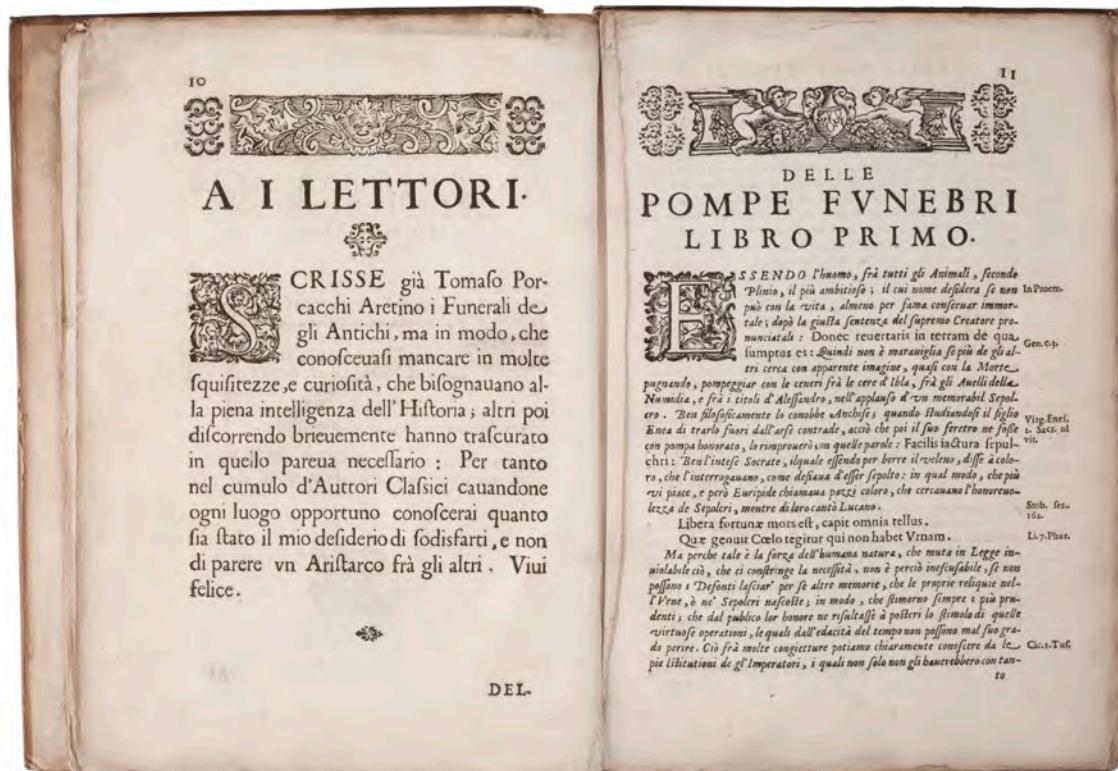 10
A I LETTORI.
SCRISSE già Tomaso Por-
cacchi Aretino i Funerali de
gli Antichi, ma in modo, che
conosceuasi mancare in molte
squisitezze, e curiosità, che bisognauano al-
la piena intelligenza dell'Historia; altri poi
discorrendo brieuemente hanno trascurato
in quello pareua necessario : Per tanto
nel cumulo d'Auttori Classici cauandone
ogni luogo opportuno conoscerai quanto
sia stato il mio desiderio di sodisfarti, e non
di parere vn Aristarco frà gli altri. Viui
felice.
DEL-
11
DELLE
POMPE FVNEBRI
LIBRO PRIMO.
ESSENDO l'huomo, frà tutti gli Animali, secondo
Plinio, il più ambitioso; il cui nome desidera se non
può con la vita, almeno per fama conseruar immor-
tale; dopò la giusta sentenza del supremo Creatore pro-
nunciatali: Donec reuertaris in terram de qua
sumptus es: Quindi non è marauiglia se più de gli al-
tri cerca con apparente imagine, quasi con la Morte
pugnando, pompeggiar con le ceneri frà le cere d'Ibla, frà gli Auelli della
Numidia, e frà i titoli d'Alessandro, nell'applauso d'vn memorabil Sepol-
cro. Ben filosoficamente lo conobbe Anchise; quando studiandosi il figlio
Enea di trarlo fuori dall'arse contrade, acciò che poi il suo feretro ne fosse
con pompa honorato, lo rimprouerò con quelle parole: Facilis iactura sepul-
chri: Ben l'intese Socrate, ilquale essendo per berre il veleno, disse à colo-
ro, che l'interrogauano, come desiaua d'esser sepolto: in qual modo, che più
vi piace, e però Euripide chiamaua pazzi coloro, che cercauano l'honoreuo-
lezza de Sepolcri, mentre di loro cantò Lucano.
Libera fortunæ mors est, capit omnia tellus.
Quæ genuit Cœlo tegitur qui non habet Vrnam.
Ma perche tale è la forza dell'humana natura, che muta in Legge in-
uiolabile ciò, che ci constringe la necessità, non è perciò inescusabile, se non
possono i Defonti lasciar' per sè altre memorie, che le proprie reliquie nel-
l'Vrne, ò ne' Sepolcri nascoste; in modo, che stimorno sempre i più pru-
denti; che dal publico lor honore ne risultasse à posteri lo stimolo di quelle
virtuose operationi, le quali dall'edacità del tempo non possono mal suo gra-
do perire. Ciò frà molte congietture potiamo chiaramente conoscere da le
pie Istitutioni de gl'Imperatori, i quali non solo non gli hauerebbero con tan-
to
In Proem.
Gen. c.3.
Virg. Enei.
2. Sacr. nl
vit.
Stob. ser.
162.
Li.7.Phar.
Cic.1.Tus.